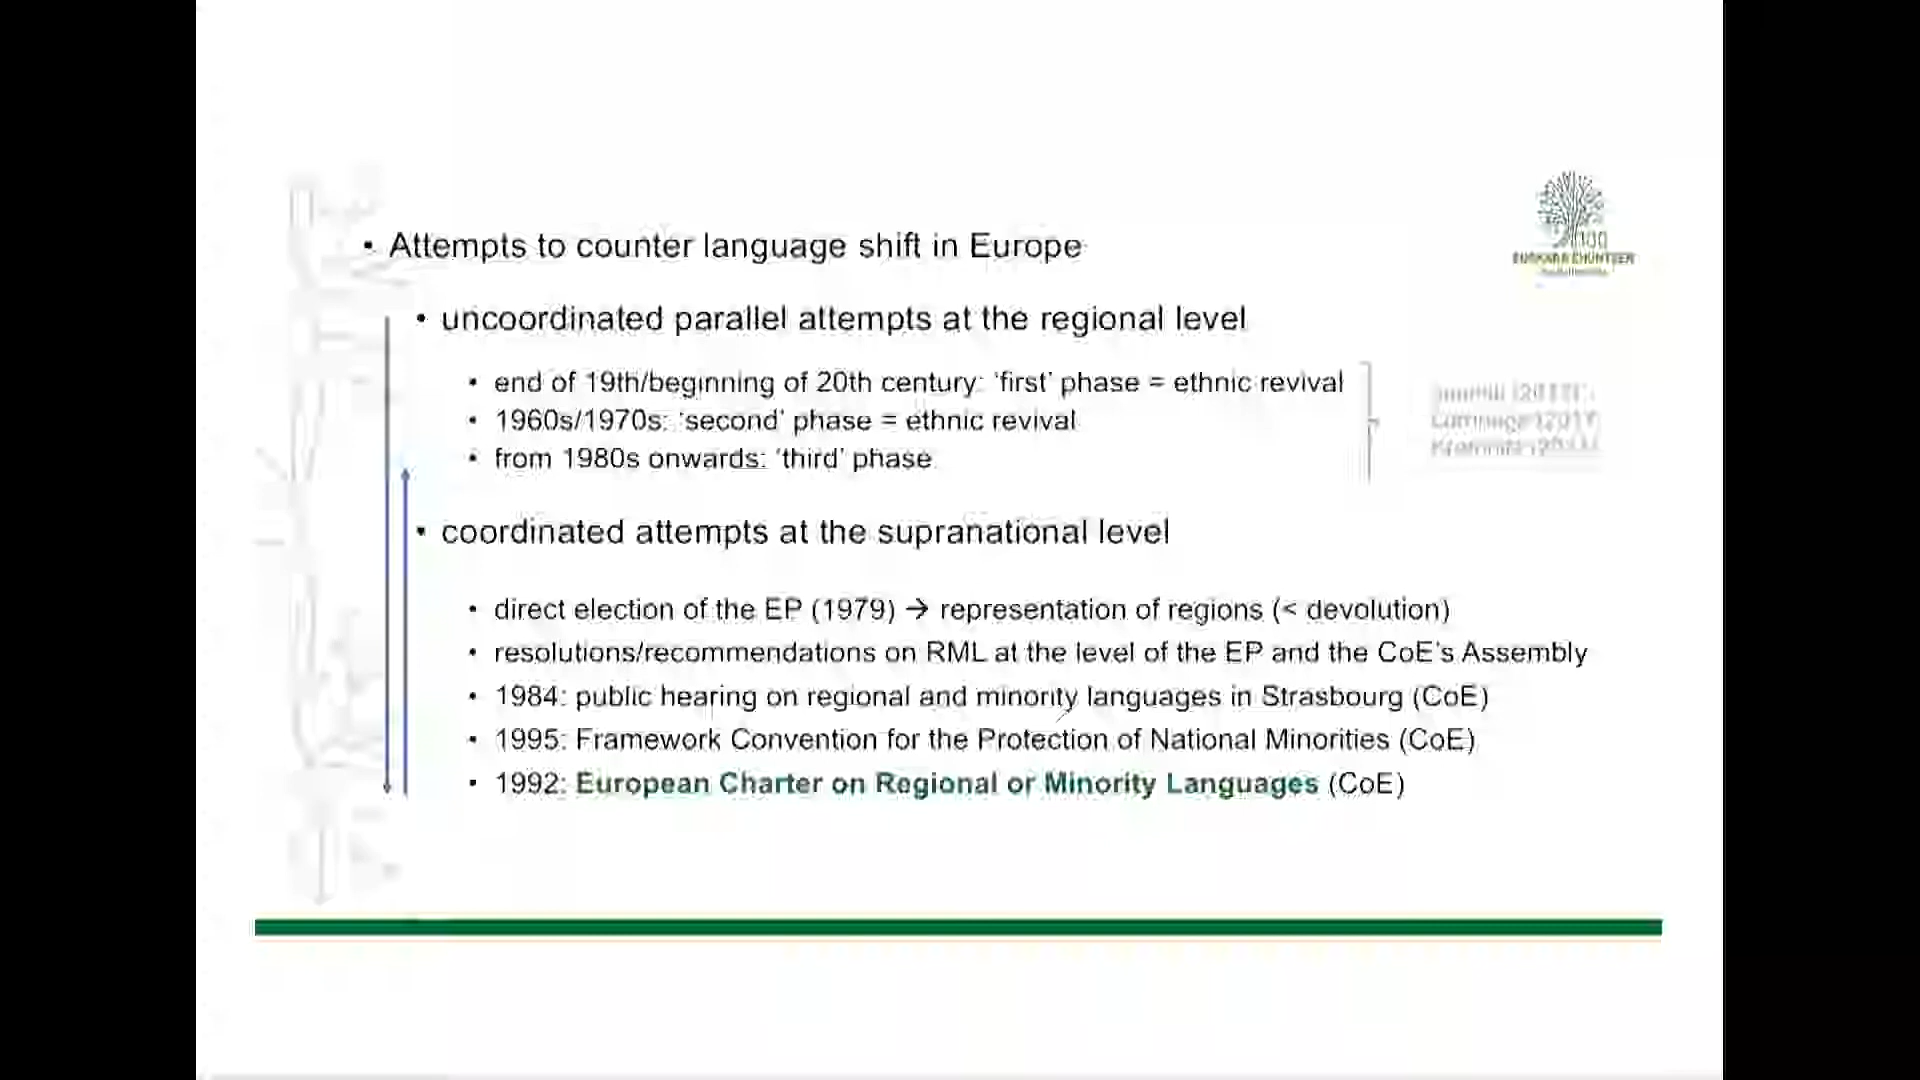 • Attempts to counter language shift in Europe
• uncoordinated parallel attempts at the regional level
• end of 19th/beginning of 20th century: ‘first’ phase = ethnic revival
• 1960s/1970s: ‘second’ phase = ethnic revival
• from 1980s onwards: ‘third’ phase
• coordinated attempts at the supranational level
• direct election of the EP (1979) → representation of regions (< devolution)
• resolutions/recommendations on RML at the level of the EP and the CoE’s Assembly
• 1984: public hearing on regional and minority languages in Strasbourg (CoE)
• 1995: Framework Convention for the Protection of National Minorities (CoE)
• 1992: European Charter on Regional or Minority Languages (CoE)
100